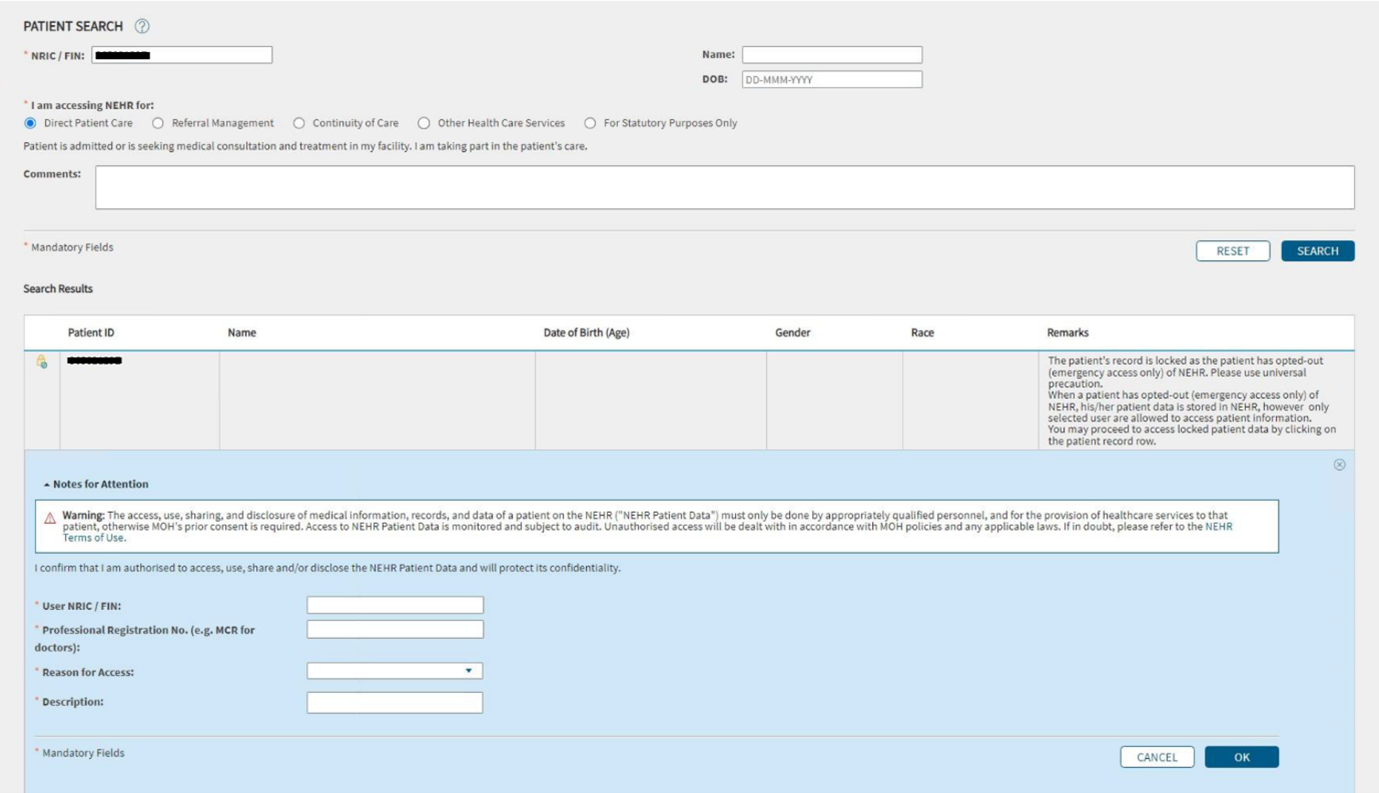 PATIENT SEARCH ?
* NRIC / FIN:
Name:
DOB: DD-MMM-YYYY
* I am accessing NEHR for:
Direct Patient Care Referral Management Continuity of Care Other Health Care Services For Statutory Purposes Only
Patient is admitted or is seeking medical consultation and treatment in my facility. I am taking part in the patient's care.
Comments:
* Mandatory Fields
RESET SEARCH
Search Results
Patient ID Name Date of Birth (Age) Gender Race Remarks
The patient's record is locked as the patient has opted-out
(emergency access only) of NEHR. Please use universal
precaution.
When a patient has opted-out (emergency access only) of
NEHR, his/her patient data is stored in NEHR, however only
selected user are allowed to access patient information.
You may proceed to access locked patient data by clicking on
the patient record row.
Notes for Attention
Warning: The access, use, sharing, and disclosure of medical information, records, and data of a patient on the NEHR ("NEHR Patient Data") must only be done by appropriately qualified personnel, and for the provision of healthcare services to that
patient, otherwise MOH's prior consent is required. Access to NEHR Patient Data is monitored and subject to audit. Unauthorised access will be dealt with in accordance with MOH policies and any applicable laws. If in doubt, please refer to the NEHR
Terms of Use.
I confirm that I am authorised to access, use, share and/or disclose the NEHR Patient Data and will protect its confidentiality.
* User NRIC / FIN:
* Professional Registration No. (e.g. MCR for
doctors):
* Reason for Access:
* Description:
* Mandatory Fields
CANCEL OK